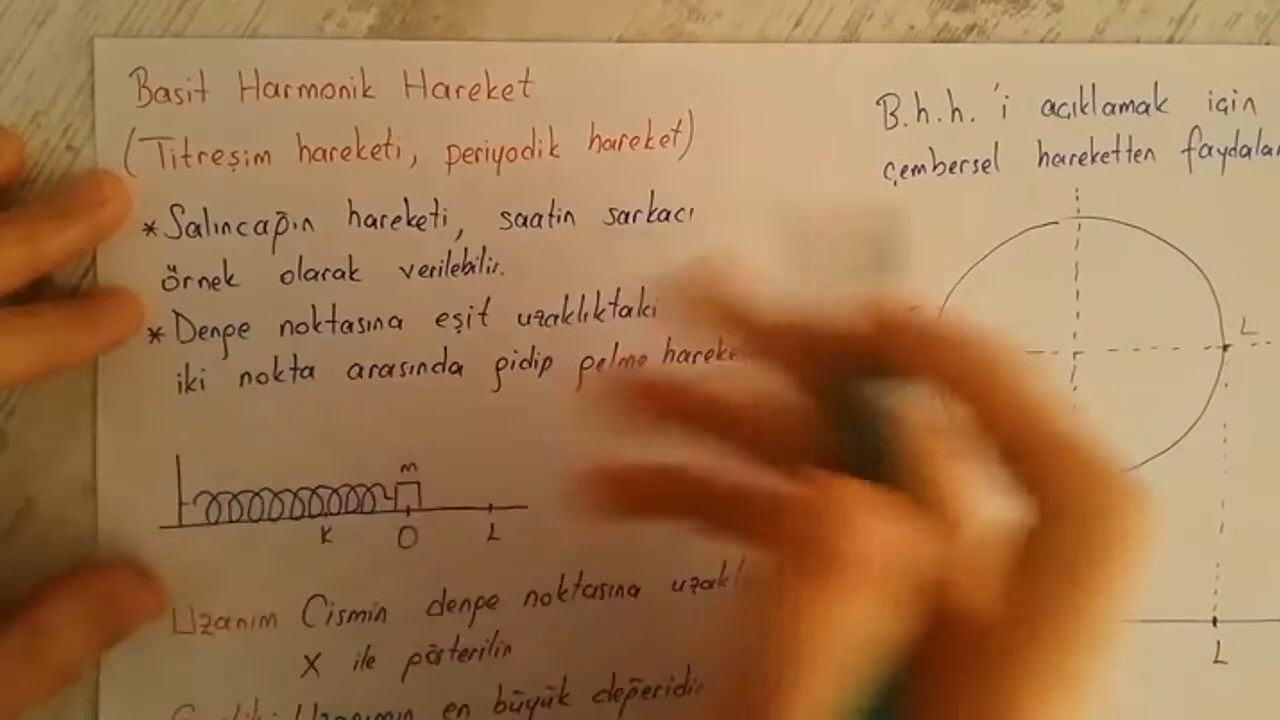 Basit Harmonik Hareket
(Titreşim hareketi, periyodik hareket)
* Salıncağın hareketi, saatin sarkacı
örnek olarak verilebilir.
* Denge noktasına eşit uzaklıktaki
iki nokta arasında gidip gelme
m
K O L
Uzanım Cismin denge noktasına
X ile gösterilir
Uzanımın en büyük değeridir
B.h.h.'i açıklamak için
çembersel hareketten
L
L